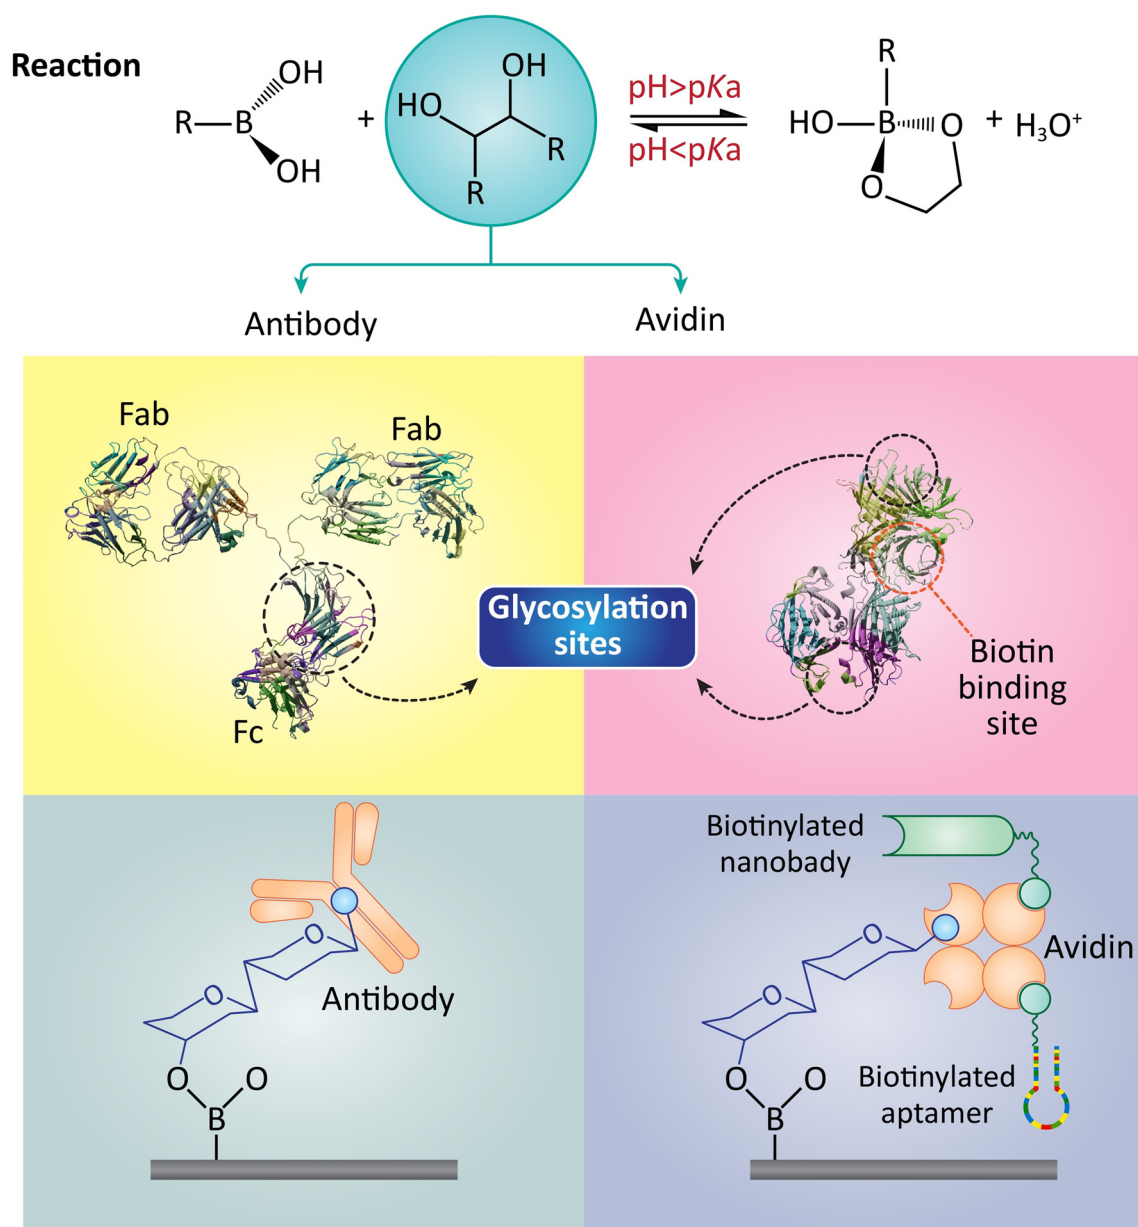 Reaction
R B OH OH
+
HO OH R R
pH>pKa
pH<pKa
R HO B O O
+ H₃O⁺
Antibody
Avidin
Fab
Fab
Fc
Glycosylation
sites
Biotin
binding
site
O
O
Antibody
O O
B
Biotinylated
nanobady
O
O
Avidin
O O
B
Biotinylated
aptamer